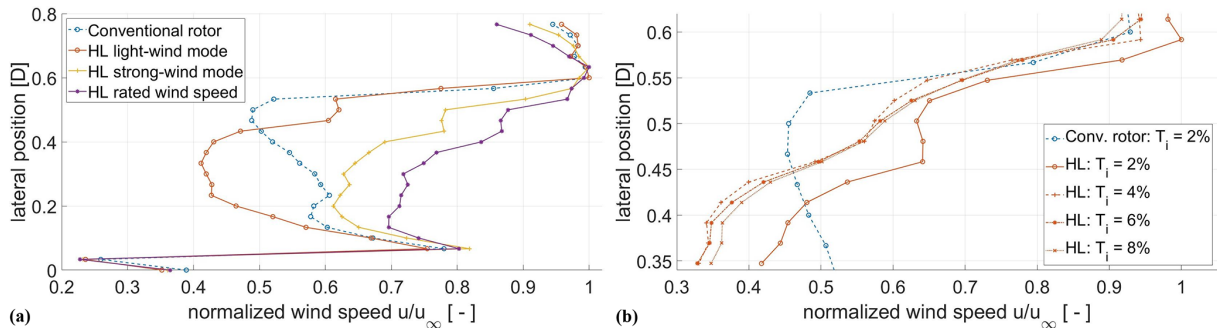 0.8
0.6
0.4
0.2
0
lateral position [D]
Conventional rotor
HL light-wind mode
HL strong-wind mode
HL rated wind speed
0.2 0.3 0.4 0.5 0.6 0.7 0.8 0.9 1
normalized wind speed u/u∞ [ - ]
(a)
0.6
0.55
0.5
0.45
0.4
0.35
lateral position [D]
Conv. rotor: Ti = 2%
HL: Ti = 2%
HL: Ti = 4%
HL: Ti = 6%
HL: Ti = 8%
0.3 0.4 0.5 0.6 0.7 0.8 0.9 1
normalized wind speed u/u∞ [ - ]
(b)